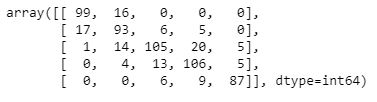 array([[ 99, 16, 0, 0, 0],
[ 17, 93, 6, 5, 0],
[ 1, 14, 105, 20, 5],
[ 0, 4, 13, 106, 5],
[ 0, 0, 6, 9, 87]], dtype=int64)